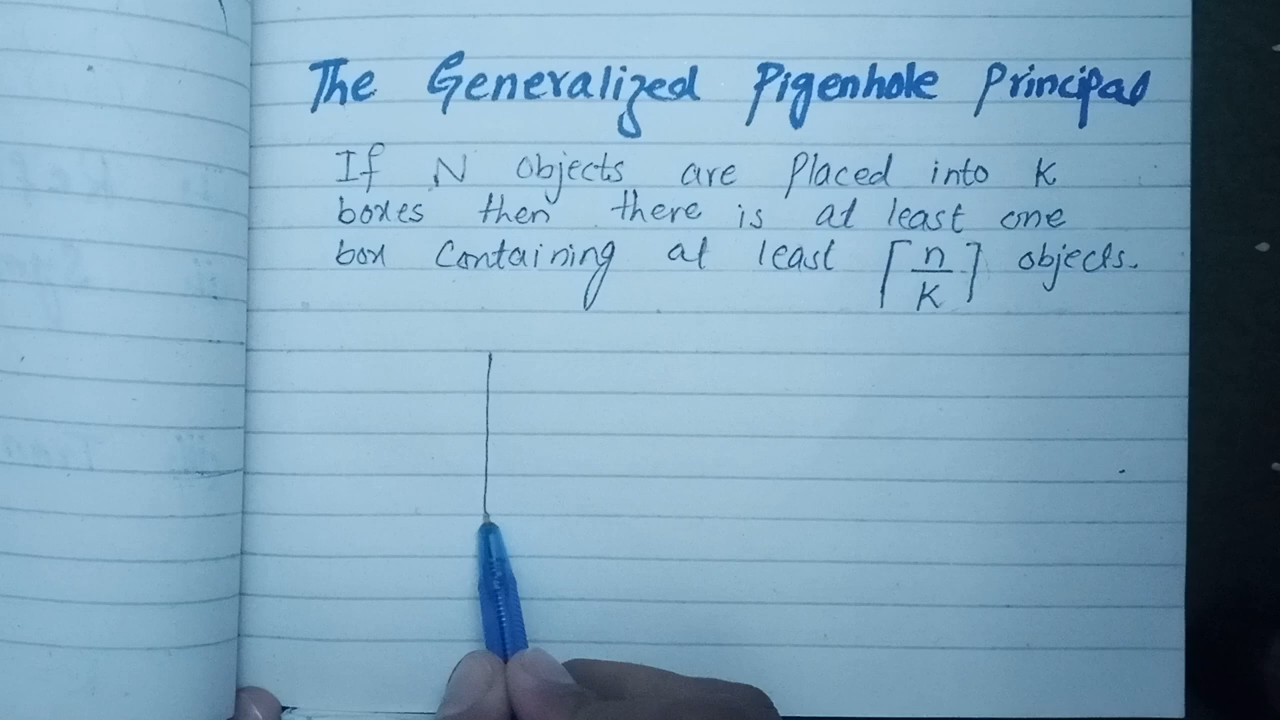 The Generalized Pigenhole Principal
If N objects are Placed into K
boxes then there is at least one
box Containing at least ⌈n/K⌉ objects.